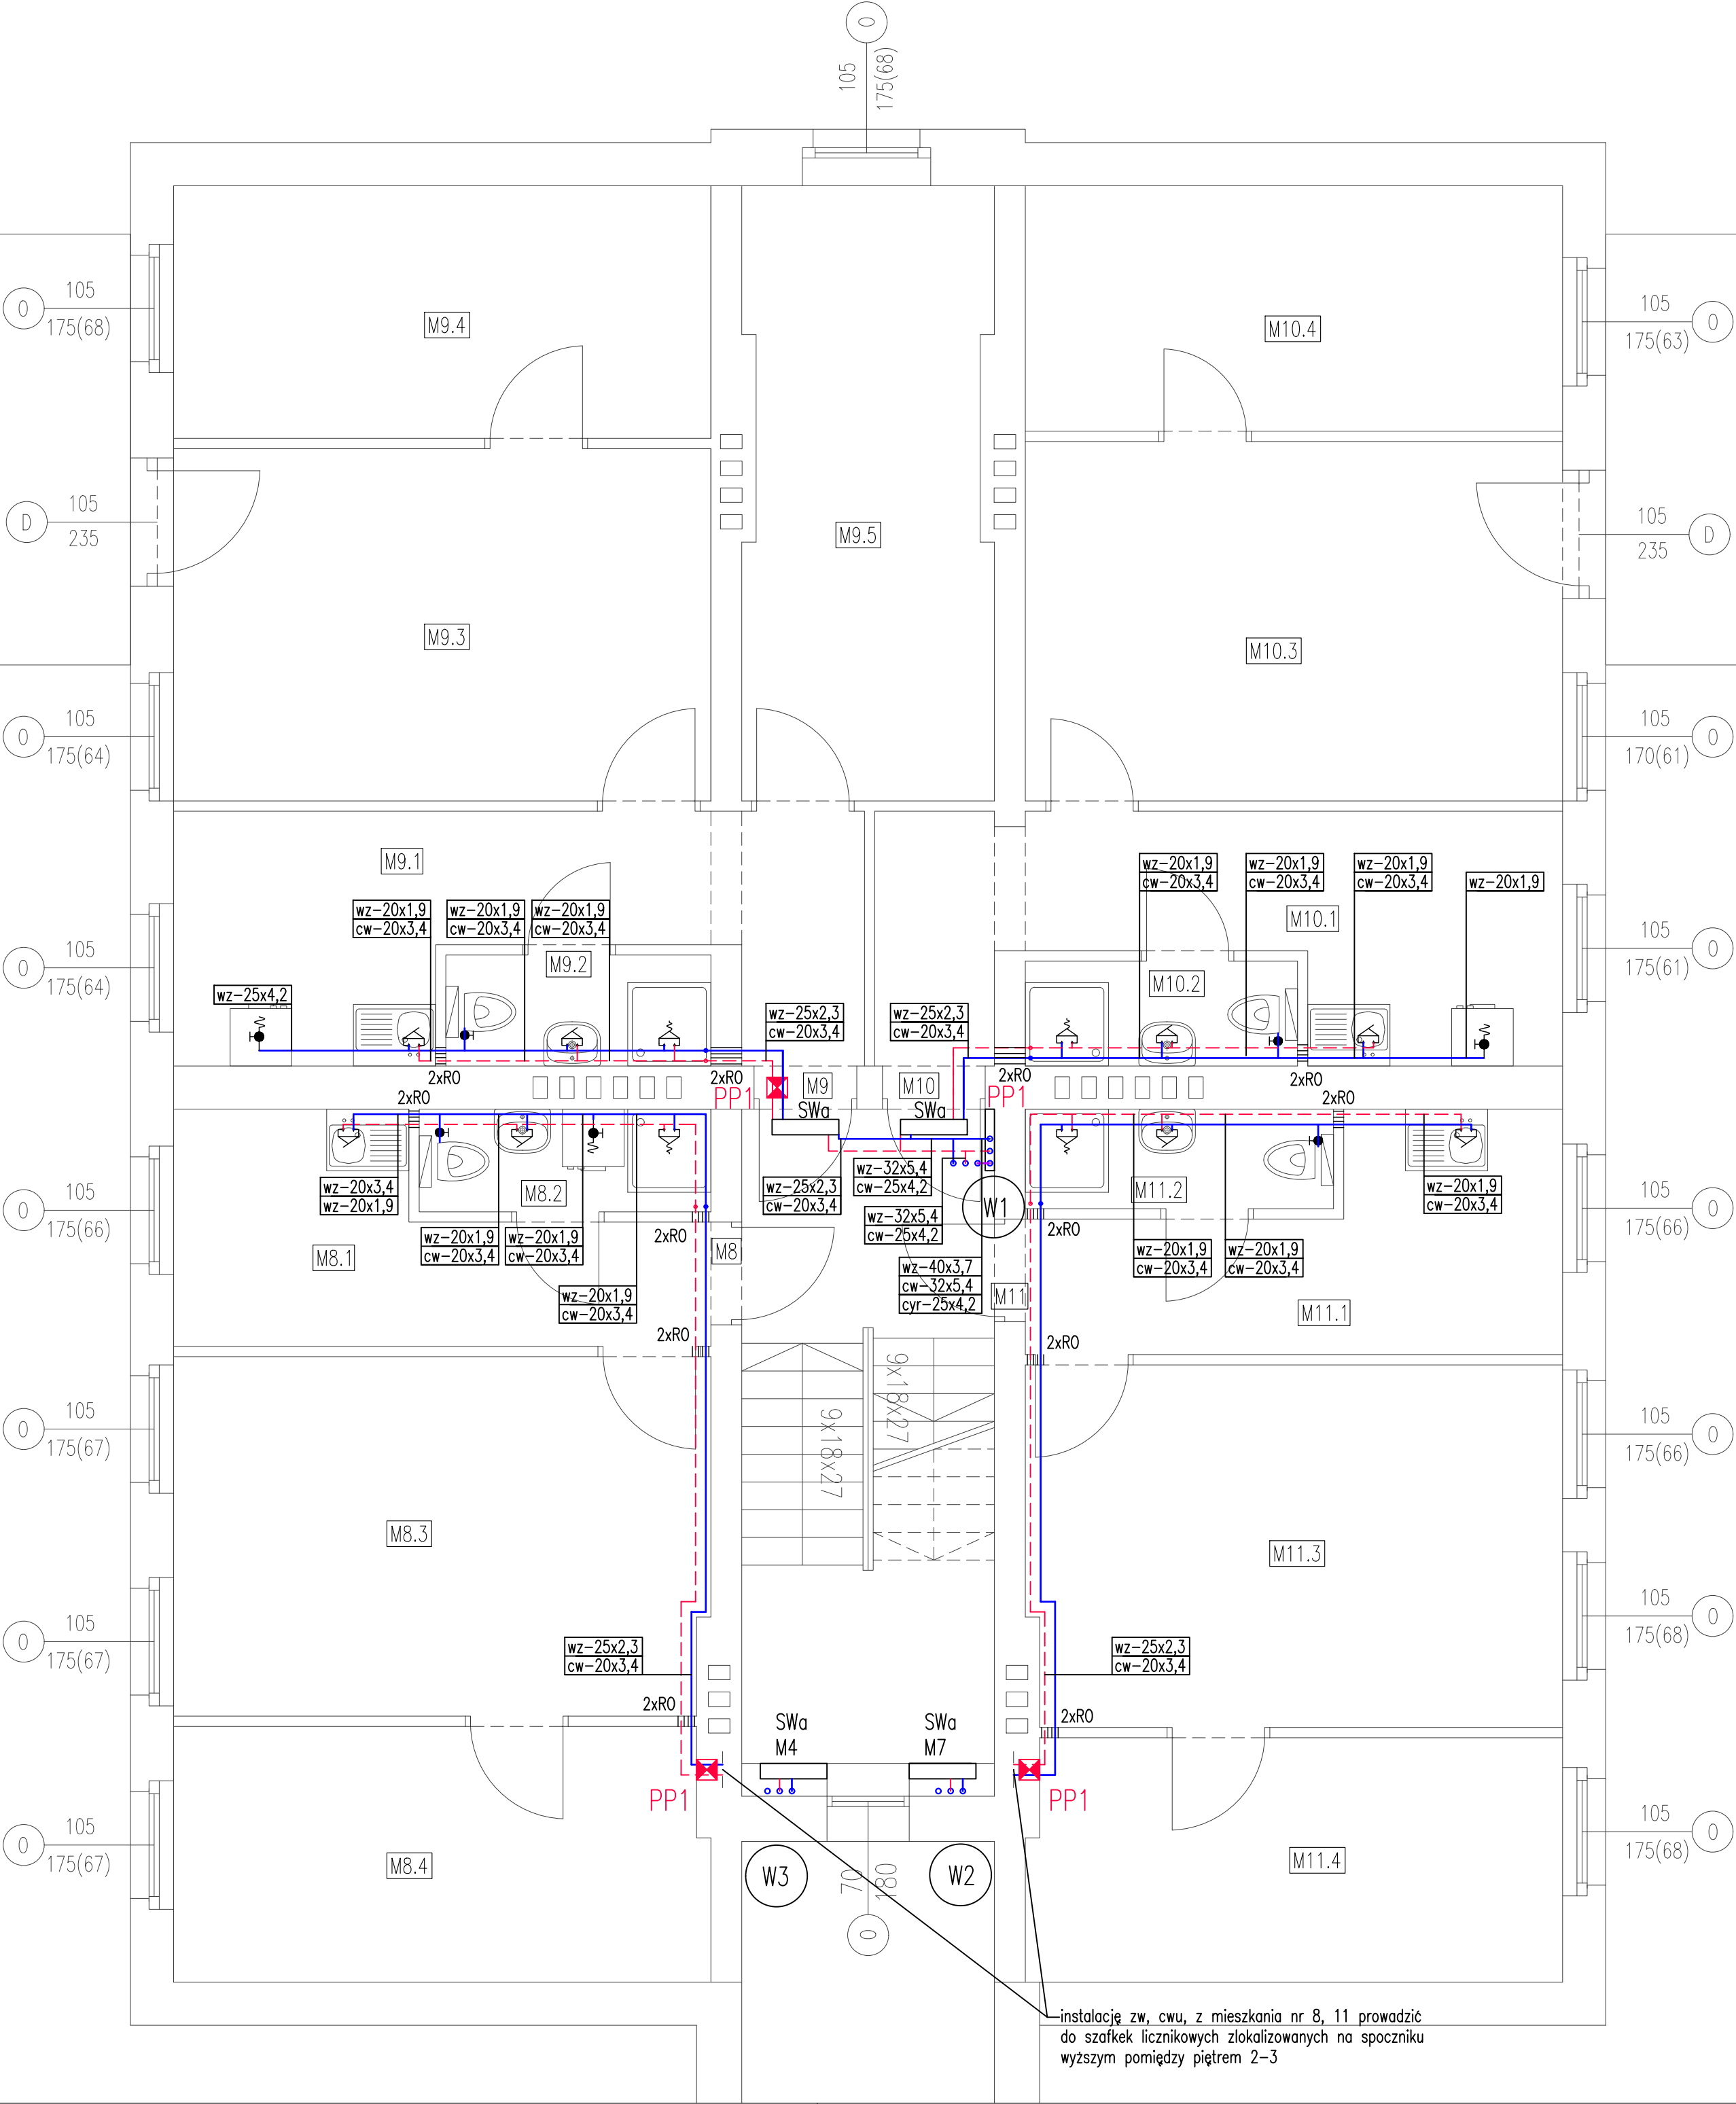 O
105
175(68)
O
105
175(68)
M9.4
M10.4
105
175(63)
O
D
105
235
M9.5
105
235
D
M9.3
M10.3
O
105
175(64)
105
170(61)
O
M9.1
wz-20x1,9
cw-20x3,4
wz-20x1,9
cw-20x3,4
wz-20x1,9
cw-20x3,4
wz-20x1,9
wz-20x1,9
cw-20x3,4
wz-20x1,9
cw-20x3,4
wz-20x1,9
cw-20x3,4
M10.1
O
105
175(64)
M9.2
M10.2
105
175(61)
O
wz-25x4,2
wz-25x2,3
cw-20x3,4
wz-25x2,3
cw-20x3,4
2xRO
2xRO
2xRO
2xRO
PP1
M9
M10
PP1
2xRO
2xRO
SWa
SWa
wz-20x3,4
wz-20x1,9
M8.2
wz-25x2,3
cw-20x3,4
wz-32x5,4
cw-25x4,2
W1
M11.2
wz-20x1,9
cw-20x3,4
O
105
175(66)
105
175(66)
O
wz-32x5,4
cw-25x4,2
M8.1
wz-20x1,9
cw-20x3,4
wz-20x1,9
cw-20x3,4
2xRO
M8
2xRO
wz-20x1,9
cw-20x3,4
wz-20x1,9
cw-20x3,4
wz-20x1,9
cw-20x3,4
wz-40x3,7
cw-32x5,4
cyr-25x4,2
M11
M11.1
2xRO
2xRO
O
105
175(67)
9x18x27
9x18x27
105
175(66)
O
M8.3
M11.3
O
105
175(67)
wz-25x2,3
cw-20x3,4
wz-25x2,3
cw-20x3,4
105
175(68)
O
2xRO
2xRO
SWa
M4
SWa
M7
PP1
PP1
O
105
175(67)
M8.4
W3
70
180
O
W2
M11.4
105
175(68)
O
instalację zw, cwu, z mieszkania nr 8, 11 prowadzić
do szafkek licznikowych zlokalizowanych na spoczniku
wyższym pomiędzy piętrem 2-3